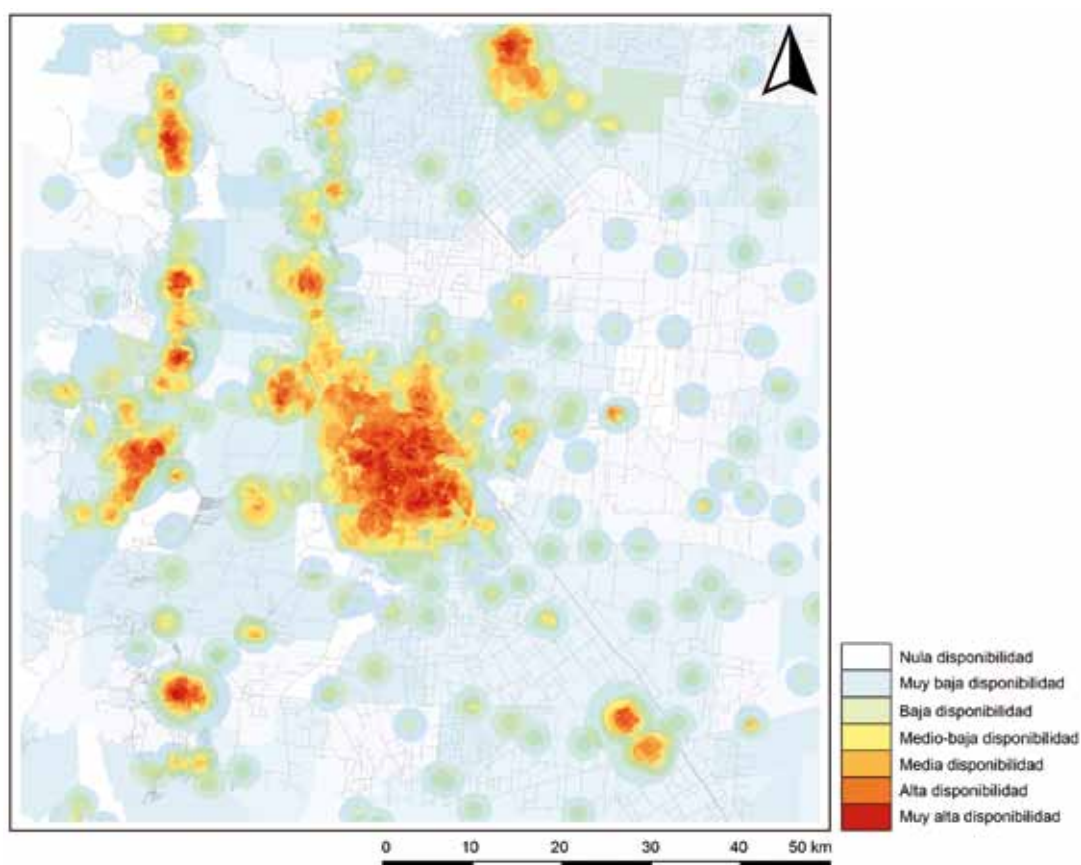 Nula disponibilidad
Muy baja disponibilidad
Baja disponibilidad
Medio-baja disponibilidad
Media disponibilidad
Alta disponibilidad
Muy alta disponibilidad
0 10 20 30 40 50 km